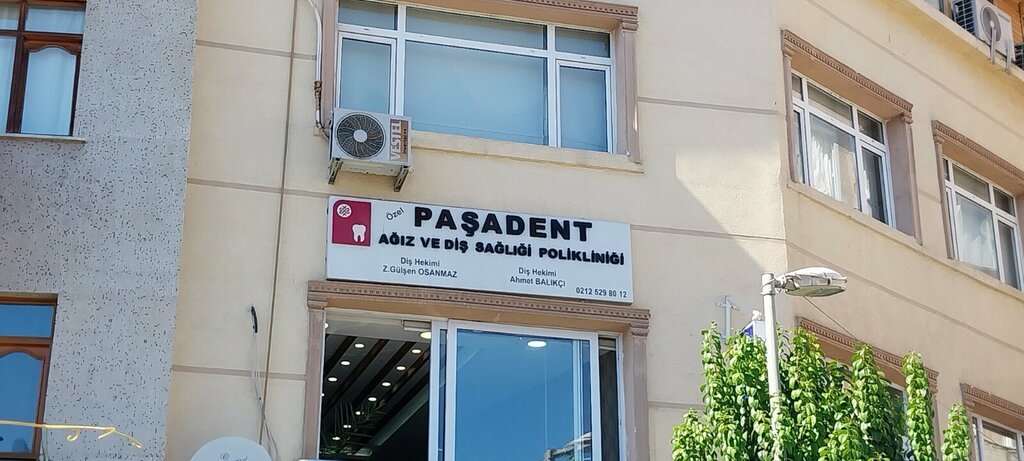 VESTEL
Özel
PAŞADENT
AĞIZ VE DİŞ SAĞLIĞI POLİKLİNİĞİ
Diş Hekimi
Z.Gülşen OSANMAZ
Diş Hekimi
Ahmet BALIKÇI
0212 529 80 12